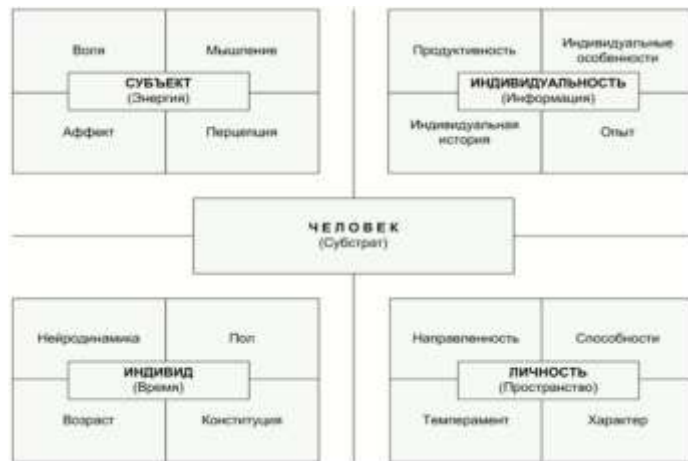 Воля
Мышление
СУБЪЕКТ
(Энергия)
Аффект
Перцепция
Продуктивность
Индивидуальные
особенности
ИНДИВИДУАЛЬНОСТЬ
(Информация)
Индивидуальная
история
Опыт
ЧЕЛОВЕК
(Субстрат)
Нейродинамика
Пол
ИНДИВИД
(Время)
Возраст
Конституция
Направленность
Способности
ЛИЧНОСТЬ
(Пространство)
Темперамент
Характер